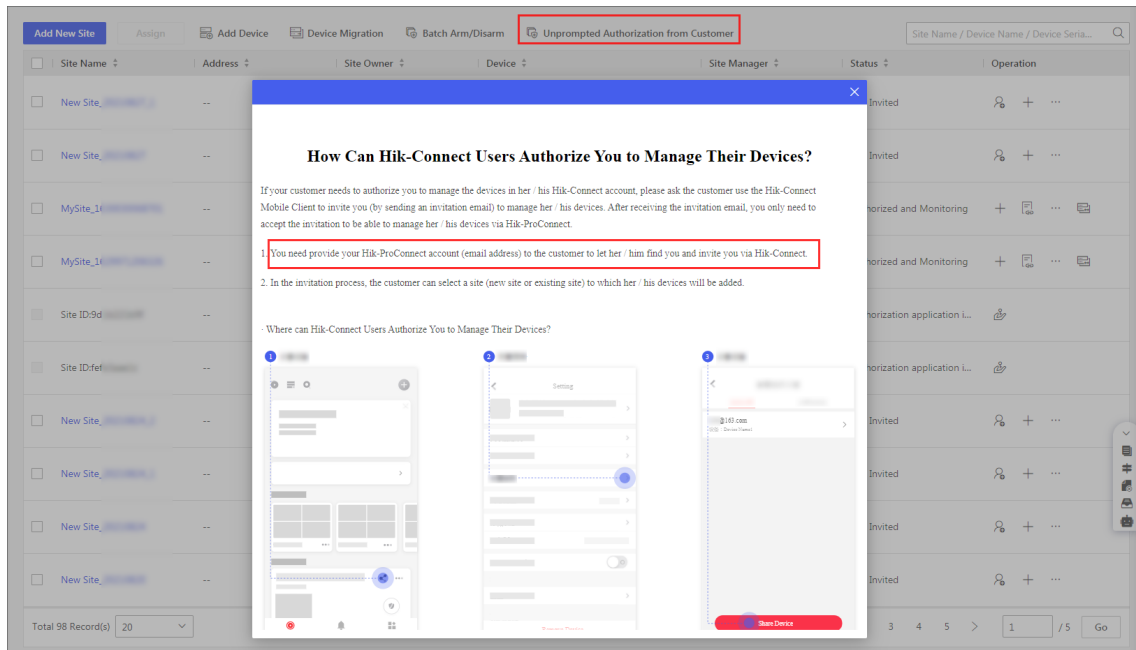 Add New Site Assign Add Device Device Migration Batch Arm/Disarm Unprompted Authorization from Customer Site Name / Device Name / Device Seria...
Site Name Address Site Owner Device Site Manager Status Operation
New Site_ -- Invited
How Can Hik-Connect Users Authorize You to Manage Their Devices?
New Site_ -- Invited
If your customer needs to authorize you to manage the devices in her / his Hik-Connect account, please ask the customer use the Hik-Connect
Mobile Client to invite you (by sending an invitation email) to manage her / his devices. After receiving the invitation email, you only need to
accept the invitation to be able to manage her / his devices via Hik-ProConnect.
MySite_1 -- horized and Monitoring
1. You need provide your Hik-ProConnect account (email address) to the customer to let her / him find you and invite you via Hik-Connect.
MySite_1 -- horized and Monitoring
2. In the invitation process, the customer can select a site (new site or existing site) to which her / his devices will be added.
Site ID:9d -- horization application i...
· Where can Hik-Connect Users Authorize You to Manage Their Devices?
1 2 3
Site ID:fef -- horization application i...
Setting
New Site_ -- Invited
@163.com
New Site_ -- Invited
New Site_ -- Invited
New Site_ -- Invited
Share Device
Total 98 Record(s) 20 3 4 5 > 1 / 5 Go